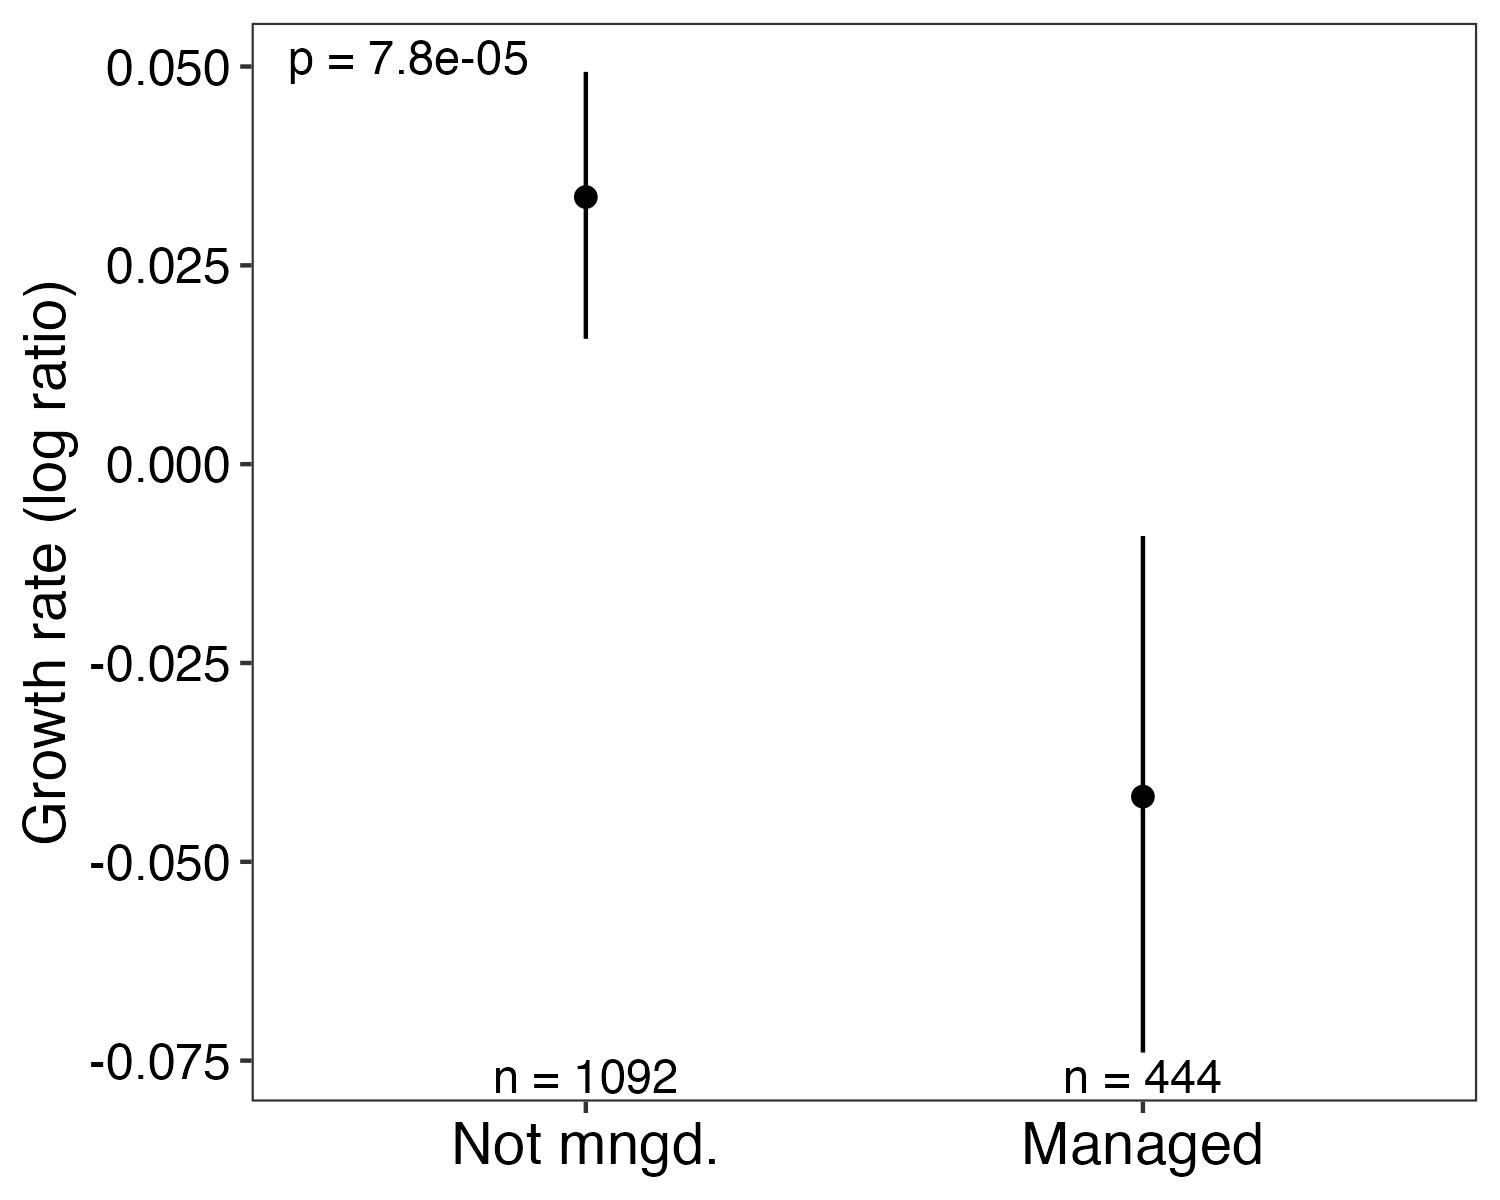 p = 7.8e-05
0.050
0.025
0.000
-0.025
-0.050
-0.075
Growth rate (log ratio)
n = 1092
n = 444
Not mngd.
Managed